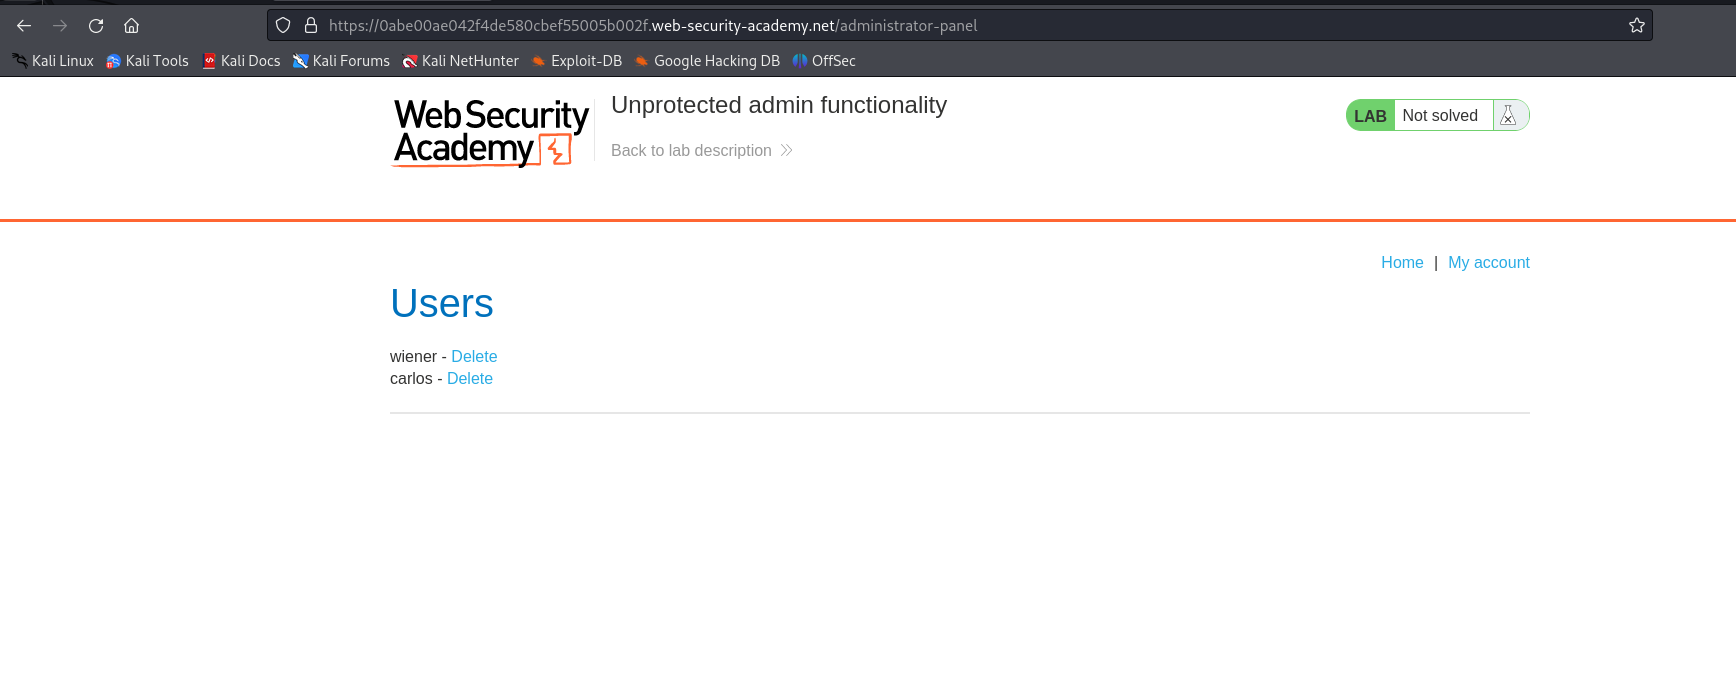 https://0abe00ae042f4de580cbef55005b002f.web-security-academy.net/administrator-panel
Kali Linux Kali Tools Kali Docs Kali Forums Kali NetHunter Exploit-DB Google Hacking DB OffSec
Web Security
Academy
Unprotected admin functionality
Back to lab description
LAB Not solved
Home | My account
Users
wiener - Delete
carlos - Delete